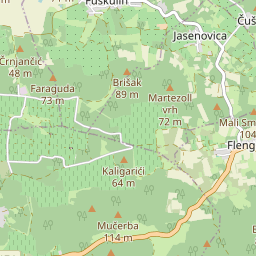 Fuškulin
Čuš
Jasenovica
Črnjančić
48 m
Faraguda
73 m
Brišak
89 m
Martezoll
vrh
72 m
Mali Sm
104
Fleng
Kaligarići
64 m
Mučerba
114 m